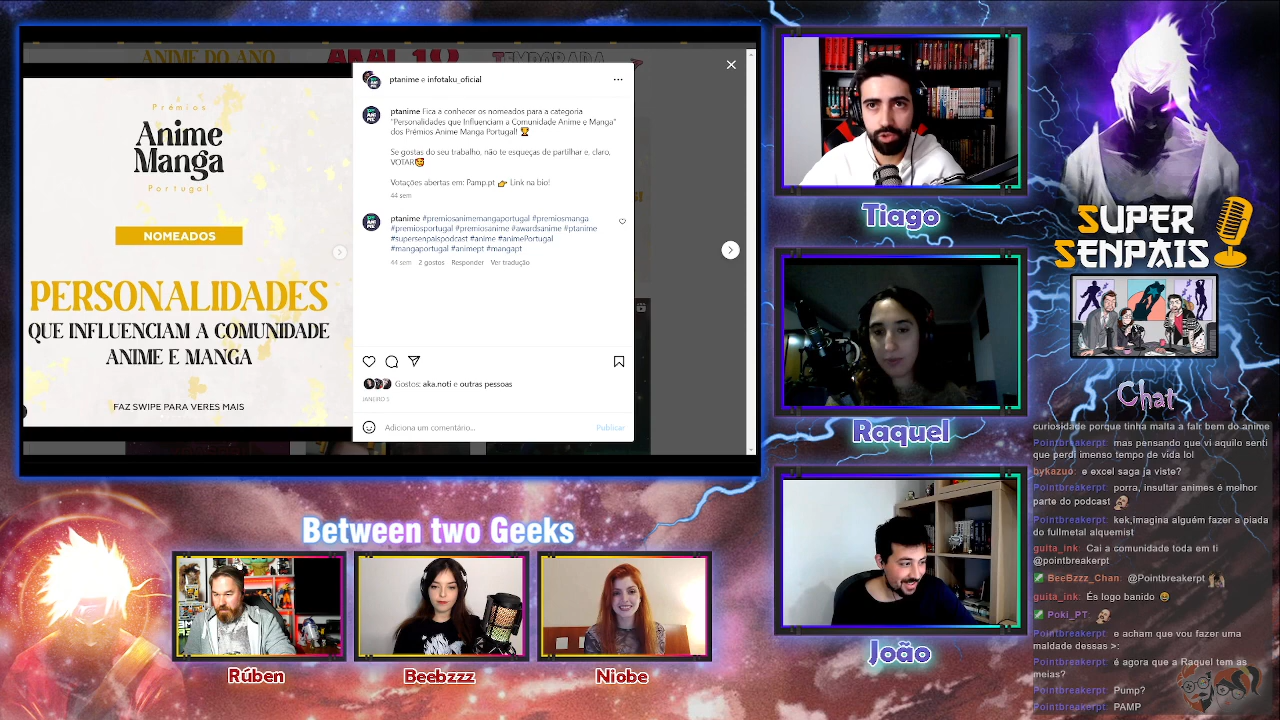 ANIME DO ANO
TEMPORADA
Prémios
Anime
Manga
Portugal
NOMEADOS
PERSONALIDADES
QUE INFLUENCIAM A COMUNIDADE
ANIME E MANGA
FAZ SWIPE PARA VERES MAIS
ptanime e infotaku_oficial
ptanime Fica a conhecer os nomeados para a categoria
"Personalidades que Influenciam a Comunidade Anime e Manga"
dos Prémios Anime Manga Portugal! 🏆
Se gostas do seu trabalho, não te esqueças de partilhar e, claro,
VOTAR🥰
Votações abertas em: Pamp.pt 👉 Link na bio!
44 sem
ptanime #premiosanimemangaportugal #premiosmanga
#premiosportugal #premiosanime #awardsanime #ptanime
#supersenpaispodcast #anime #animePortugal
#mangaportugal #animept #mangapt
44 sem 2 gostos Responder Ver tradução
Gostos: aka.noti e outras pessoas
JANEIRO 5
Adiciona um comentário...
Publicar
Tiago
Raquel
João
Between two Geeks
Rúben
Beebzzz
Niobe
SUPER
SENPAIS
Chat
curiosidade porque tinha malta a falr bem do anime
Pointbreakerpt: mas pensando que vi aquilo senti
que perdi imenso tempo de vida lol
bykazuo: e excel saga ja viste?
Pointbreakerpt: porra, insultar animes é melhor
parte do podcast
Pointbreakerpt: kek,imagina alguém fazer a piada
do fullmetal alquemist
guita_ink: Cai a comunidade toda em ti
@pointbreakerpt
BeeBzzz_Chan: @Pointbreakerpt
guita_ink: És logo banido 😉
Poki_PT:
Pointbreakerpt: e acham que vou fazer uma
maldade dessas >:
Pointbreakerpt: é agora que a Raquel tem as
meias?
Pointbreakerpt: Pump?
Pointbreakerpt: PAMP